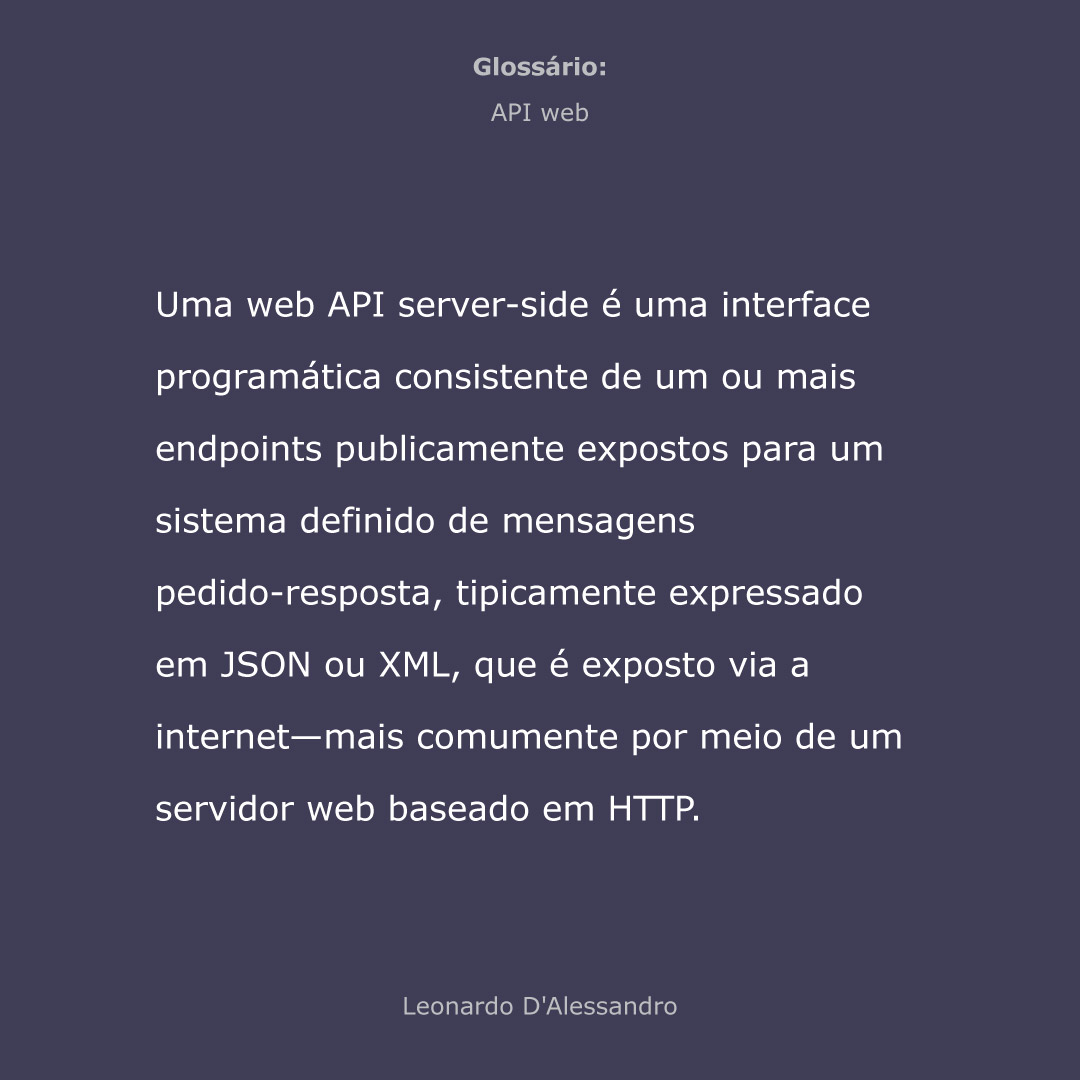 Glossário:
API web
Uma web API server-side é uma interface
programática consistente de um ou mais
endpoints publicamente expostos para um
sistema definido de mensagens
pedido-resposta, tipicamente expressado
em JSON ou XML, que é exposto via a
internet—mais comumente por meio de um
servidor web baseado em HTTP.
Leonardo D'Alessandro